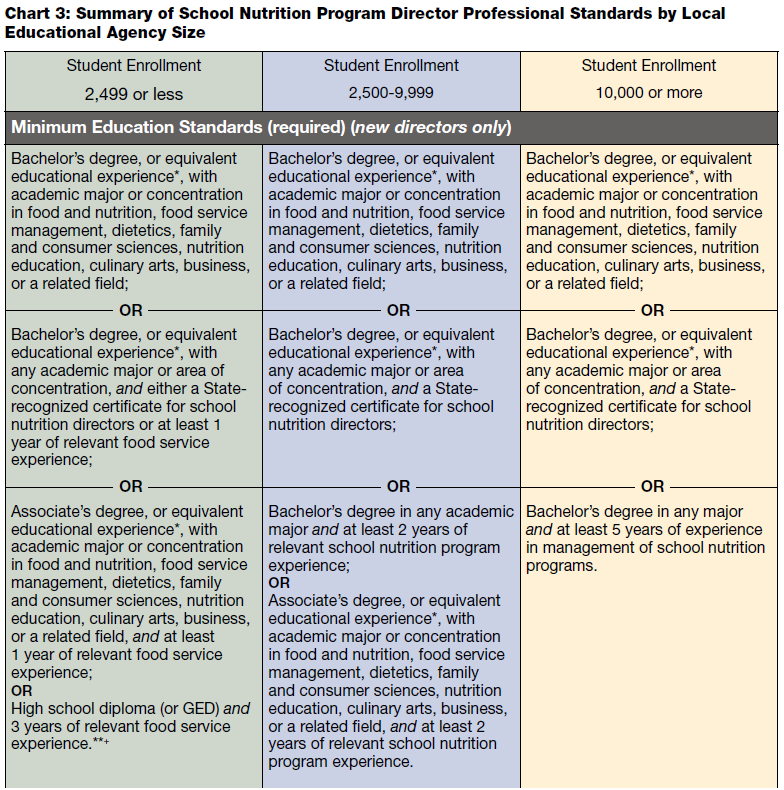 Chart 3: Summary of School Nutrition Program Director Professional Standards by Local
Educational Agency Size
Student Enrollment
2,499 or less
Student Enrollment
2,500-9,999
Student Enrollment
10,000 or more
Minimum Education Standards (required) (new directors only)
Bachelor’s degree, or equivalent
educational experience*, with
academic major or concentration
in food and nutrition, food service
management, dietetics, family
and consumer sciences, nutrition
education, culinary arts, business,
or a related field;
OR
Bachelor’s degree, or equivalent
educational experience*, with
any academic major or area of
concentration, and either a State-
recognized certificate for school
nutrition directors or at least 1
year of relevant food service
experience;
OR
Associate’s degree, or equivalent
educational experience*, with
academic major or concentration
in food and nutrition, food service
management, dietetics, family
and consumer sciences, nutrition
education, culinary arts, business,
or a related field, and at least
1 year of relevant food service
experience;
OR
High school diploma (or GED) and
3 years of relevant food service
experience.**+
Bachelor’s degree, or equivalent
educational experience*, with
academic major or concentration
in food and nutrition, food service
management, dietetics, family
and consumer sciences, nutrition
education, culinary arts, business,
or a related field;
OR
Bachelor’s degree, or equivalent
educational experience*, with
any academic major or area
of concentration, and a State-
recognized certificate for school
nutrition directors;
OR
Bachelor’s degree in any academic
major and at least 2 years of
relevant school nutrition program
experience;
OR
Associate’s degree, or equivalent
educational experience*, with
academic major or concentration
in food and nutrition, food service
management, dietetics, family
and consumer sciences, nutrition
education, culinary arts, business,
or a related field, and at least 2
years of relevant school nutrition
program experience.
Bachelor’s degree, or equivalent
educational experience*, with
academic major or concentration
in food and nutrition, food service
management, dietetics, family
and consumer sciences, nutrition
education, culinary arts, business,
or a related field;
OR
Bachelor’s degree, or equivalent
educational experience*, with
any academic major or area
of concentration, and a State-
recognized certificate for school
nutrition directors;
OR
Bachelor’s degree in any major
and at least 5 years of experience
in management of school nutrition
programs.